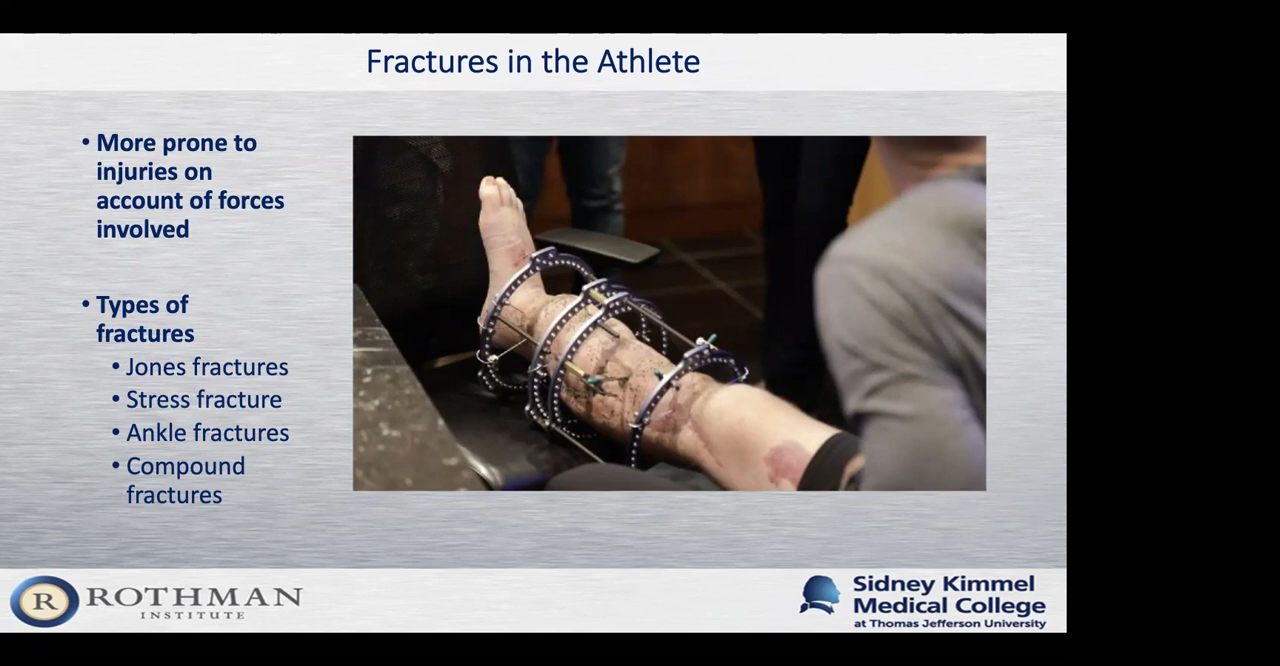 Fractures in the Athlete
• More prone to
injuries on
account of forces
involved
• Types of
fractures
• Jones fractures
• Stress fracture
• Ankle fractures
• Compound
fractures
R ROTHMAN
INSTITUTE
Sidney Kimmel
Medical College
at Thomas Jefferson University